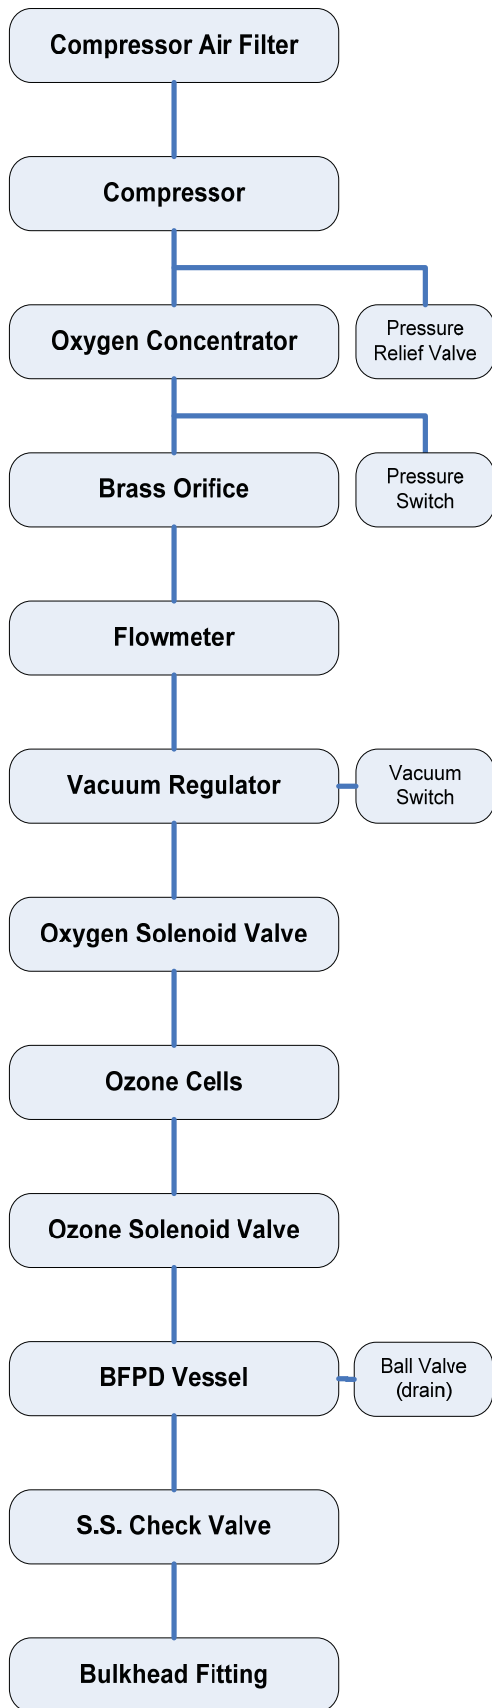 Compressor Air Filter
Compressor
Oxygen Concentrator
Pressure
Relief Valve
Brass Orifice
Pressure
Switch
Flowmeter
Vacuum Regulator
Vacuum
Switch
Oxygen Solenoid Valve
Ozone Cells
Ozone Solenoid Valve
BFPD Vessel
Ball Valve
(drain)
S.S. Check Valve
Bulkhead Fitting